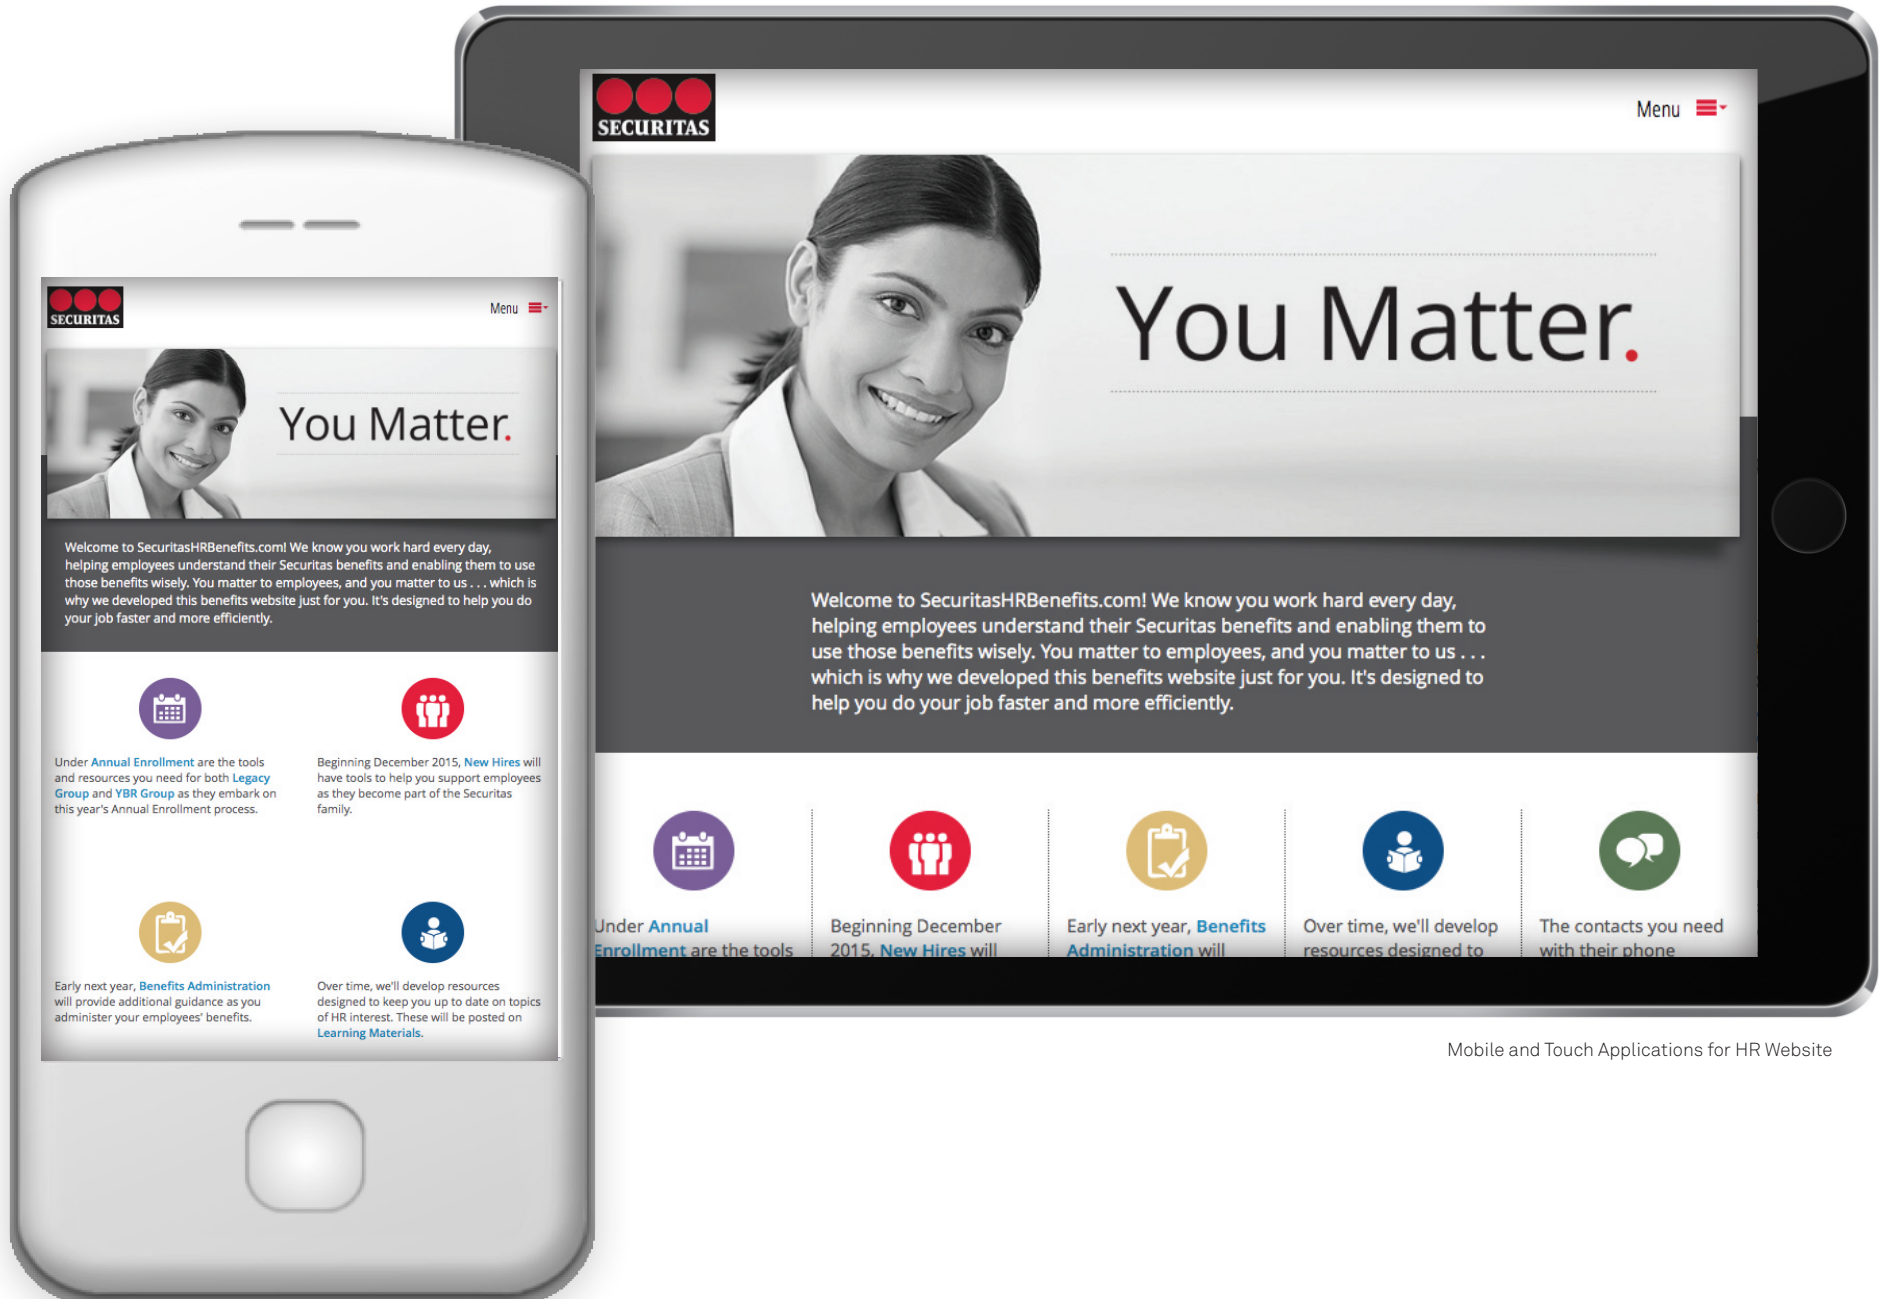 SECURITAS
Menu
You Matter.
Welcome to SecuritasHRBenefits.com! We know you work hard every day,
helping employees understand their Securitas benefits and enabling them to use
those benefits wisely. You matter to employees, and you matter to us . . . which is
why we developed this benefits website just for you. It's designed to help you do
your job faster and more efficiently.
Under Annual Enrollment are the tools
and resources you need for both Legacy
Group and YBR Group as they embark on
this year's Annual Enrollment process.
Beginning December 2015, New Hires will
have tools to help you support employees
as they become part of the Securitas
family.
Early next year, Benefits Administration
will provide additional guidance as you
administer your employees' benefits.
Over time, we'll develop resources
designed to keep you up to date on topics
of HR interest. These will be posted on
Learning Materials.
SECURITAS
Menu
You Matter.
Welcome to SecuritasHRBenefits.com! We know you work hard every day,
helping employees understand their Securitas benefits and enabling them to
use those benefits wisely. You matter to employees, and you matter to us . . .
which is why we developed this benefits website just for you. It's designed to
help you do your job faster and more efficiently.
Under Annual
Enrollment are the tools
Beginning December
2015, New Hires will
Early next year, Benefits
Administration will
Over time, we'll develop
resources designed to
The contacts you need
with their phone
Mobile and Touch Applications for HR Website